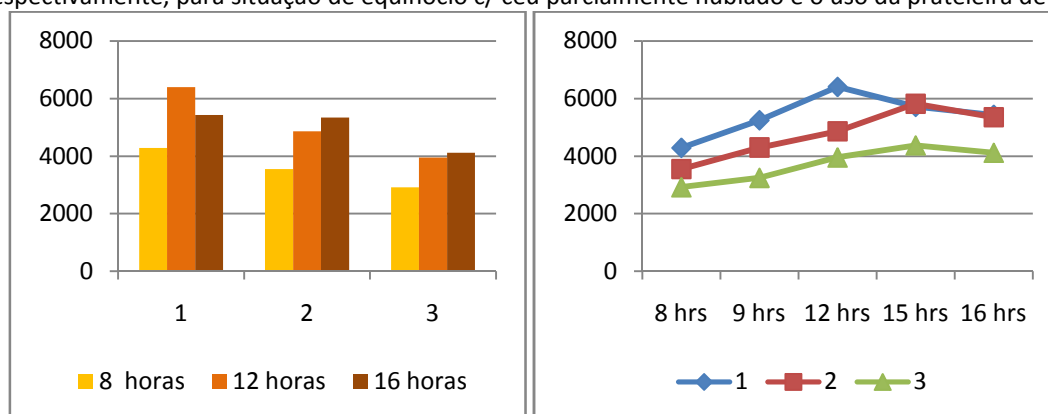 espectivamente, para situação de equinócio c/ céu parcialmente nublado e o uso da prateleira de
8000
6000
4000
2000
0
1 2 3
8 horas 12 horas 16 horas
8000
6000
4000
2000
0
8 hrs 9 hrs 12 hrs 15 hrs 16 hrs
1 2 3